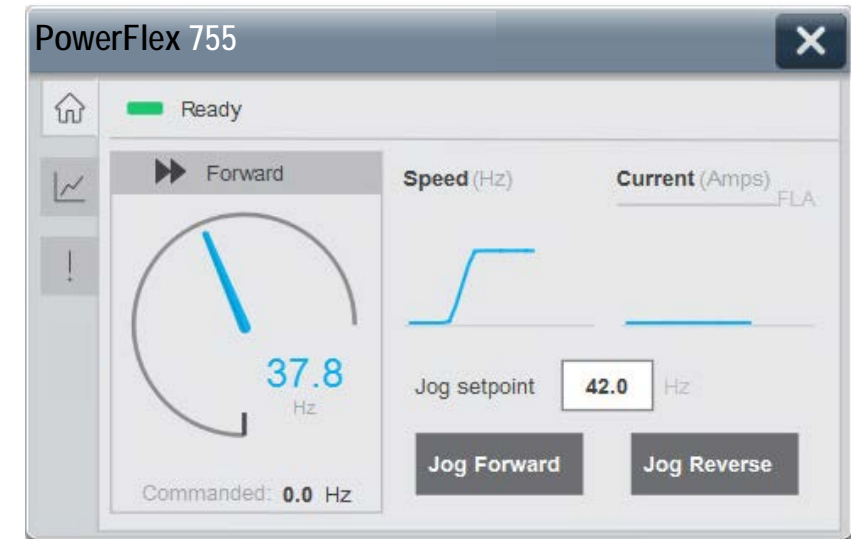 PowerFlex 755
Ready
Forward
37.8
Hz
Commanded: 0.0 Hz
Speed (Hz)
Current (Amps)
FLA
Jog setpoint 42.0 Hz
Jog Forward
Jog Reverse